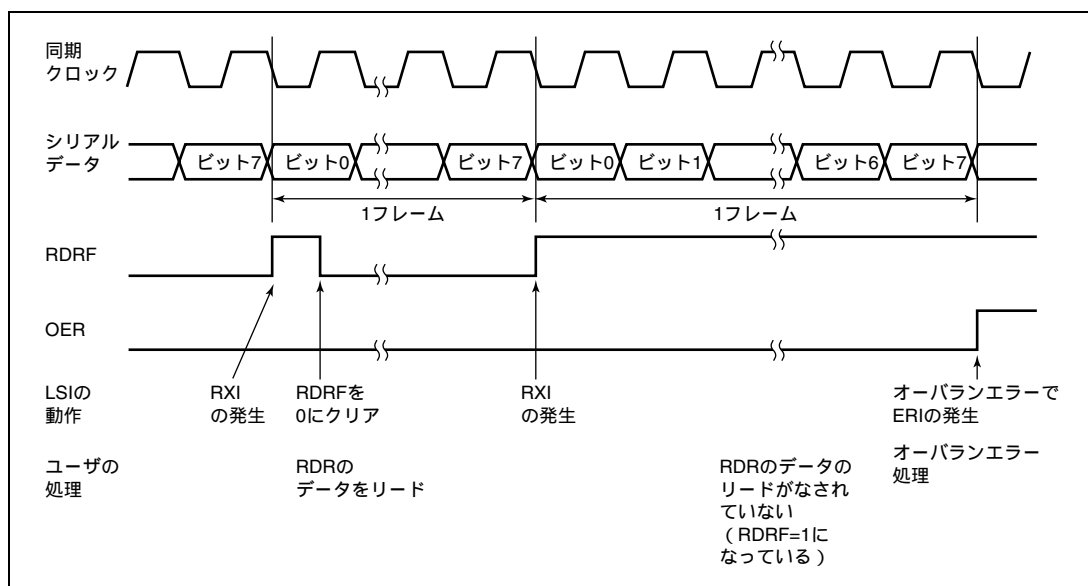 同期
クロック
シリアル
データ
ビット7
ビット0
ビット7
ビット0
ビット1
ビット6
ビット7
1フレーム
1フレーム
RDRF
OER
LSIの
動作
RXI
の発生
RDRFを
0にクリア
RXI
の発生
オーバランエラーで
ERIの発生
ユーザの
処理
RDRの
データをリード
RDRのデータの
リードがなされ
ていない
(RDRF=1に
なっている)
オーバランエラー
処理